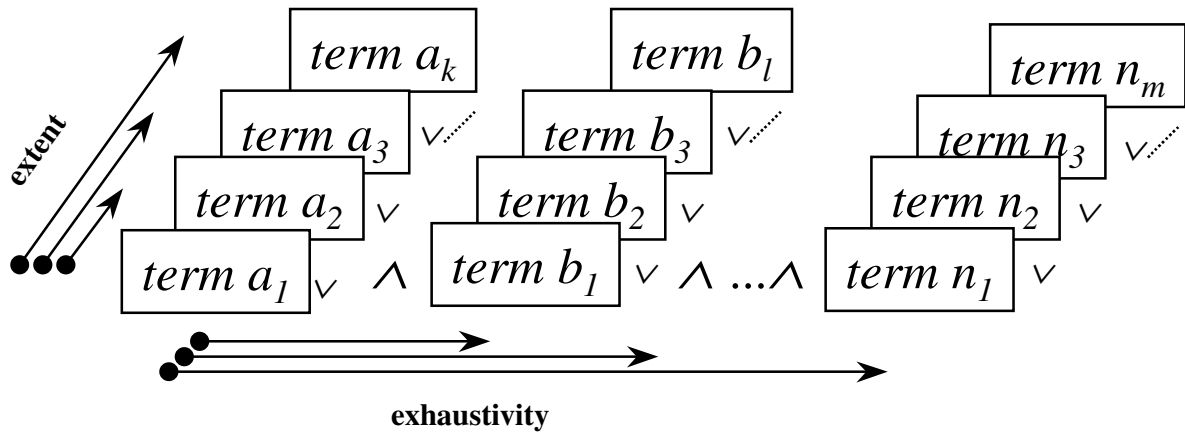 term a_k term b_l term n_m
extent
term a_3 ∨ term b_3 ∨ term n_3 ∨
term a_2 ∨ term b_2 ∨ term n_2 ∨
term a_1 ∨ ∧ term b_1 ∨ ∧ ...∧ term n_1 ∨
exhaustivity